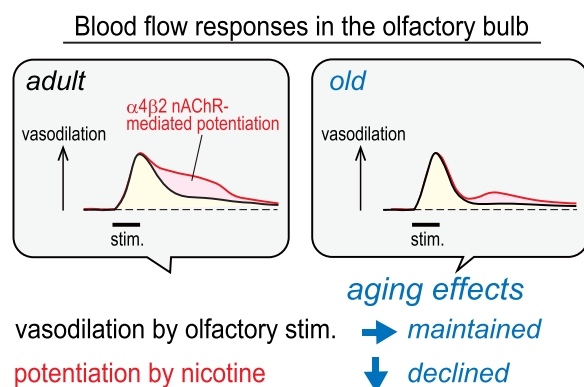 Blood flow responses in the olfactory bulb
adult
α4β2 nAChR-
mediated potentiation
vasodilation
stim.
old
vasodilation
stim.
aging effects
vasodilation by olfactory stim. maintained
potentiation by nicotine declined